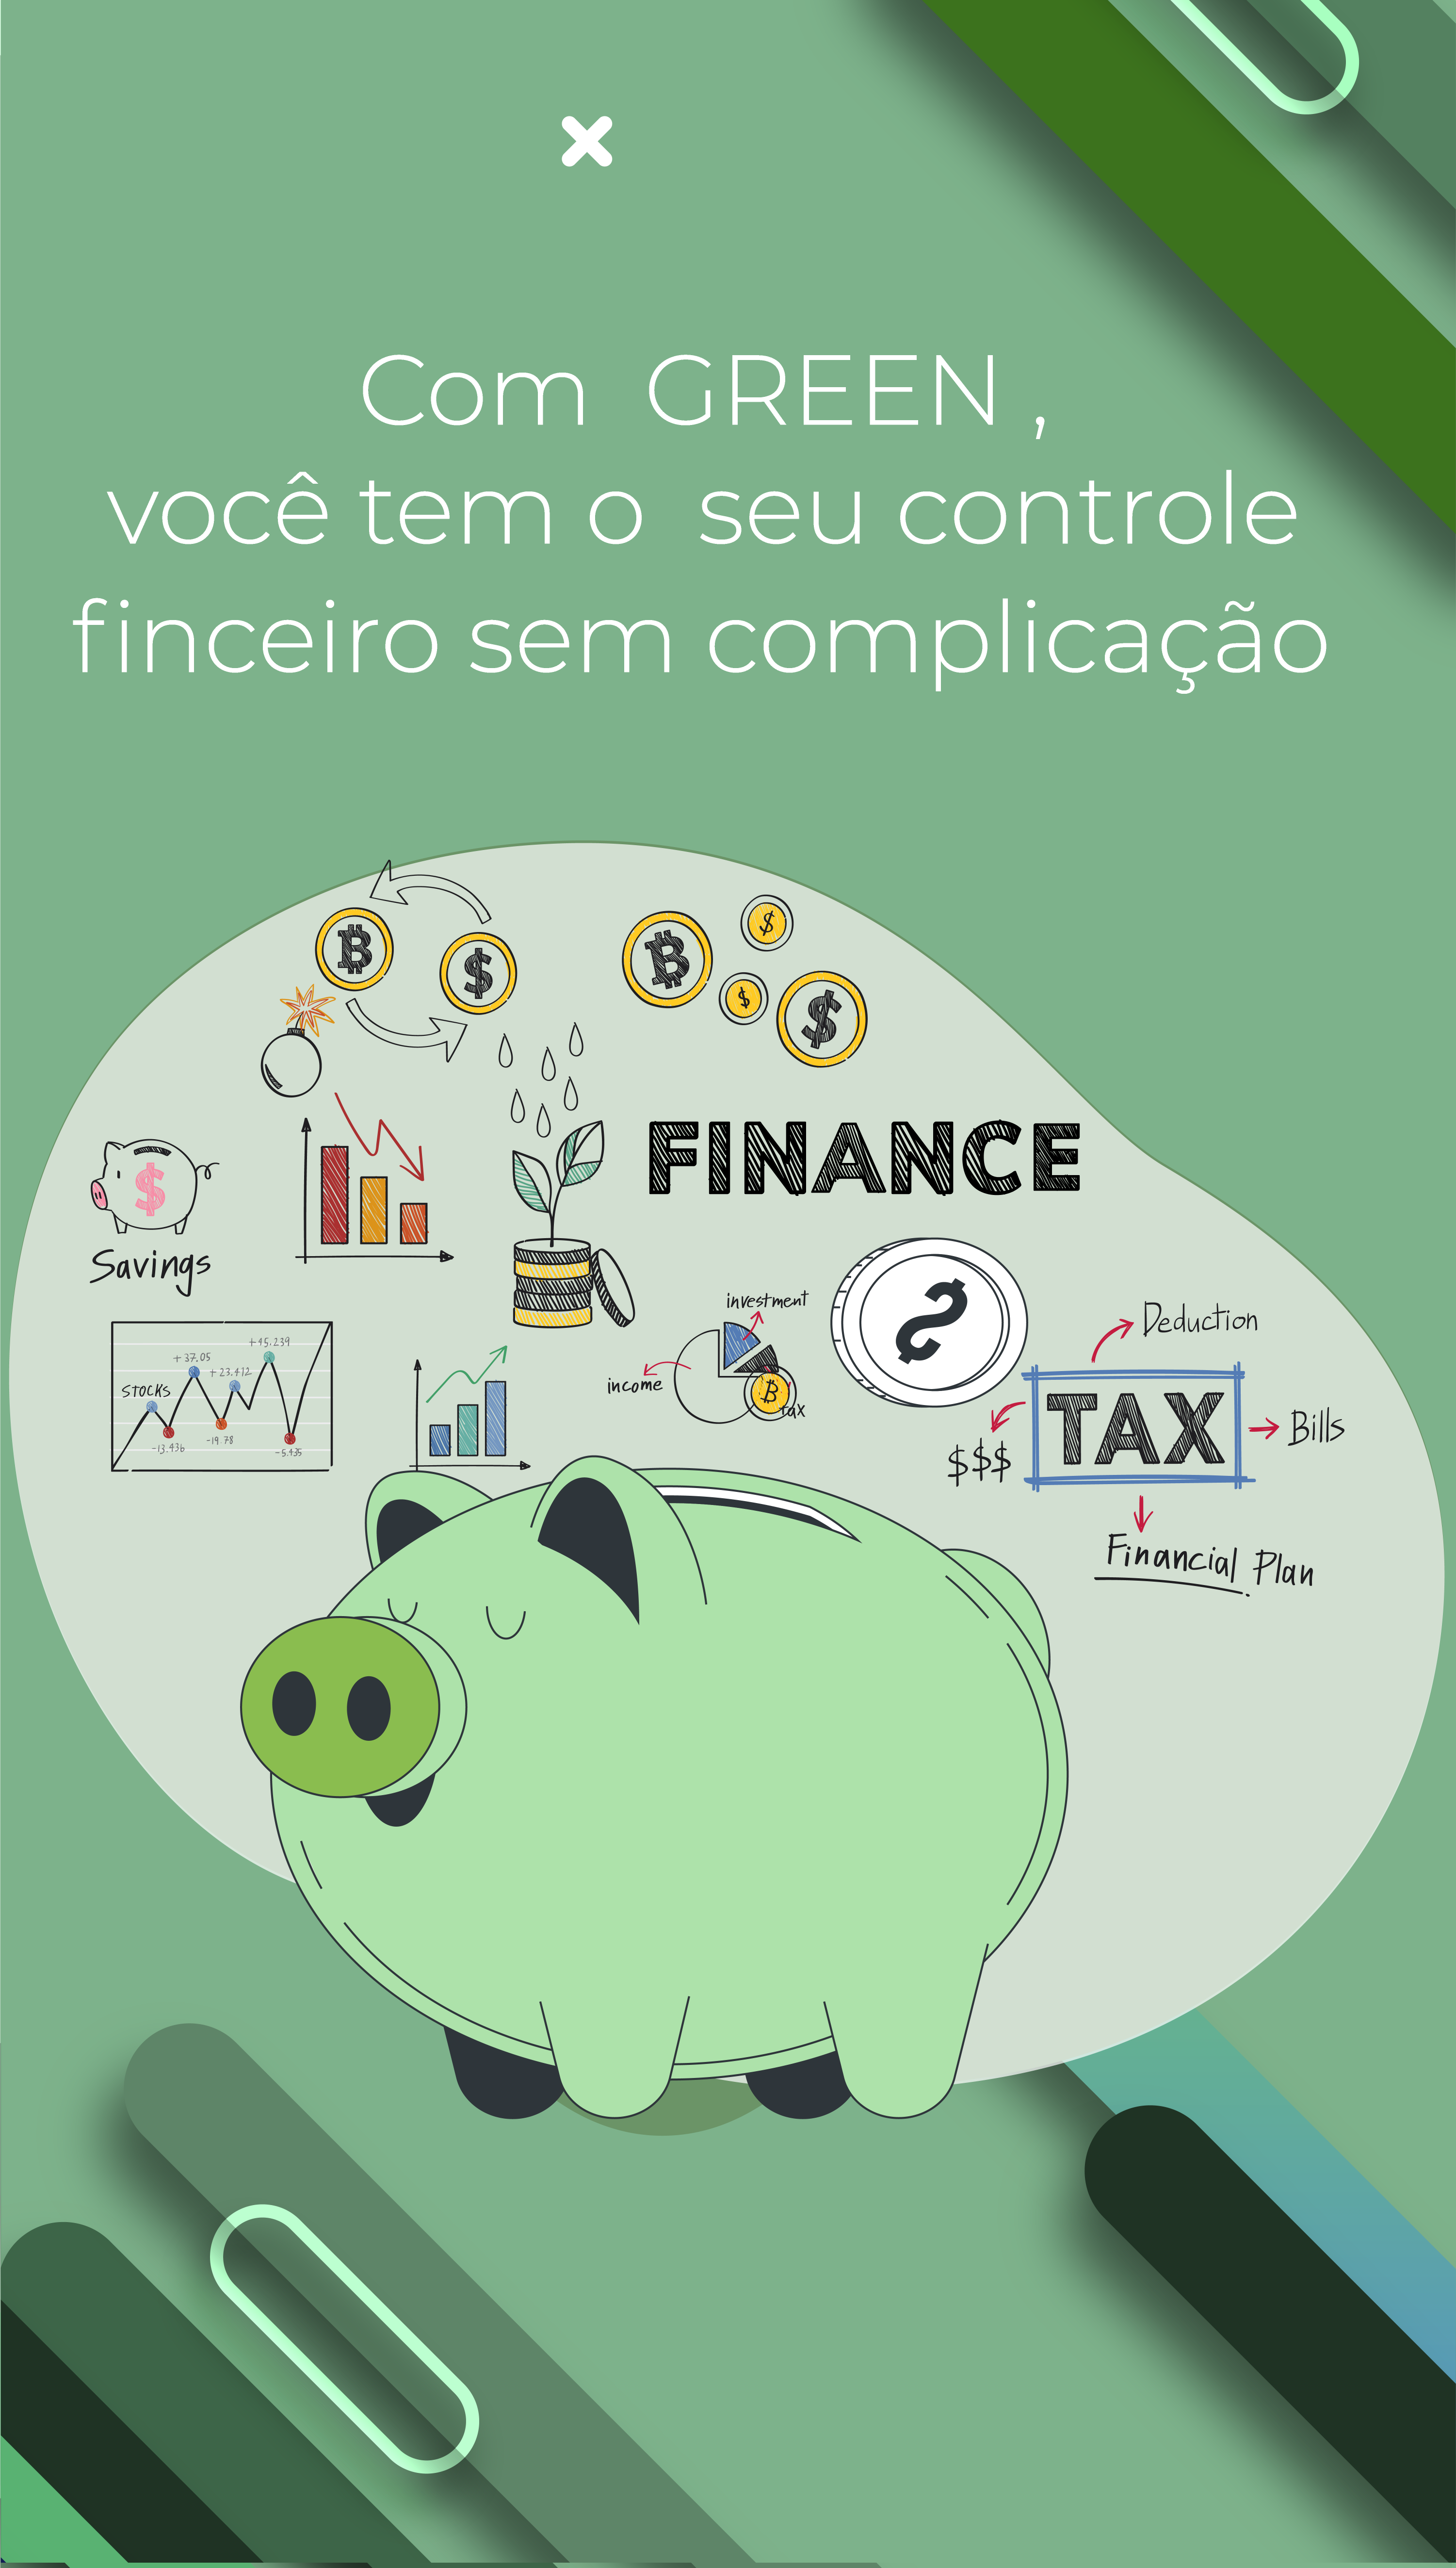 Com GREEN ,
você tem o seu controle
finceiro sem complicação
B
$
B
$
$
$
FINANCE
$
Savings
investment
income
B
tax
$
Deduction
TAX
Bills
$$$
Financial Plan
STOCKS
+37,05
+23.412
+45.239
-13.436
-19.78
-5.435